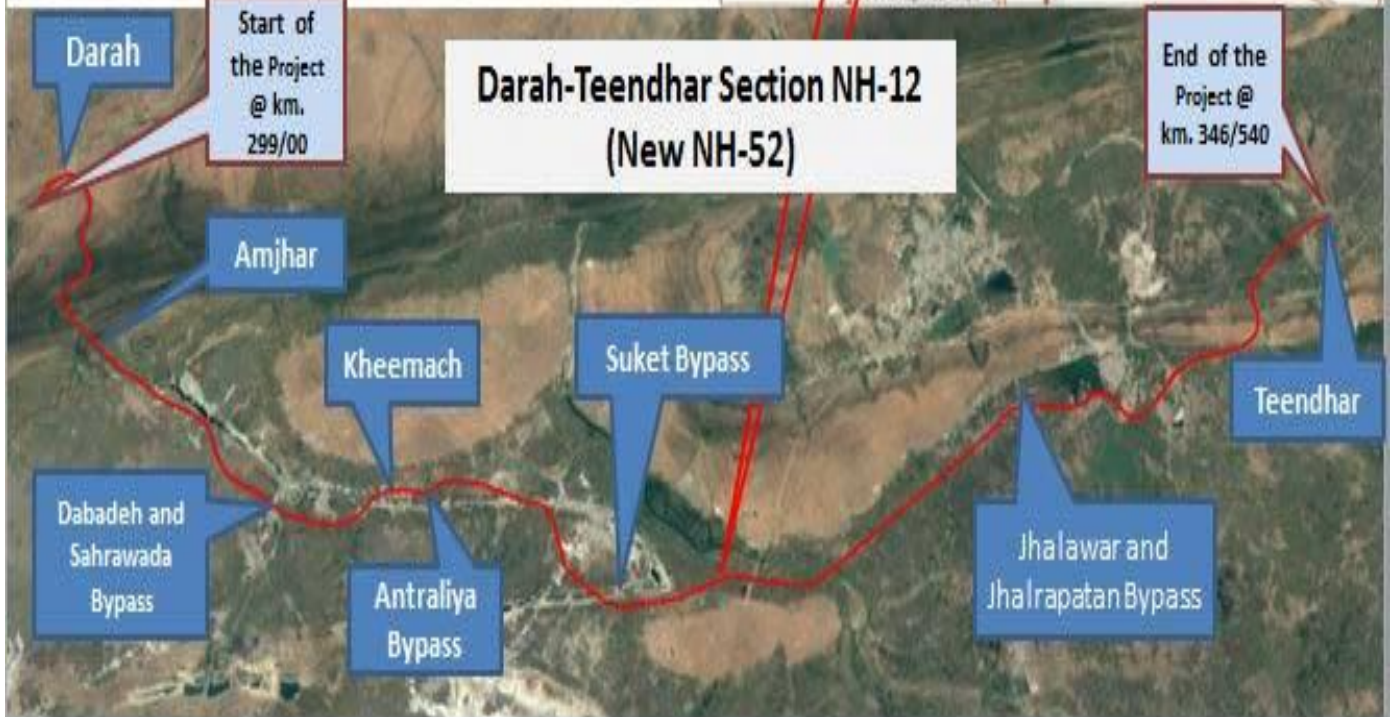 Darah
Start of
the Project
@ km.
299/00
Darah-Teendhar Section NH-12
(New NH-52)
End of the
Project @
km. 346/540
Amjhar
Kheemach
Suket Bypass
Teendhar
Dabadeh and
Sahrawada
Bypass
Antraliya
Bypass
Jhalawar and
Jhalrapatan Bypass